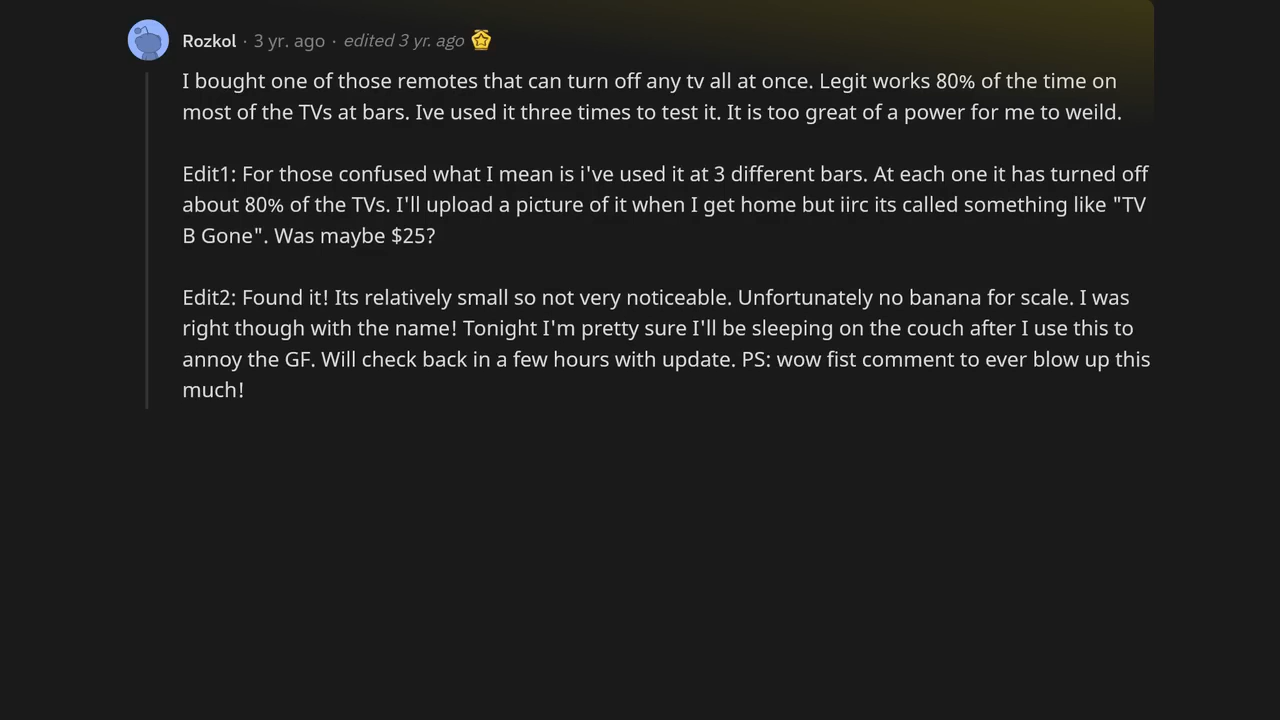 Rozkol · 3 yr. ago · edited 3 yr. ago
I bought one of those remotes that can turn off any tv all at once. Legit works 80% of the time on
most of the TVs at bars. Ive used it three times to test it. It is too great of a power for me to weild.
Edit1: For those confused what I mean is i've used it at 3 different bars. At each one it has turned off
about 80% of the TVs. I'll upload a picture of it when I get home but iirc its called something like "TV
B Gone". Was maybe $25?
Edit2: Found it! Its relatively small so not very noticeable. Unfortunately no banana for scale. I was
right though with the name! Tonight I'm pretty sure I'll be sleeping on the couch after I use this to
annoy the GF. Will check back in a few hours with update. PS: wow fist comment to ever blow up this
much!